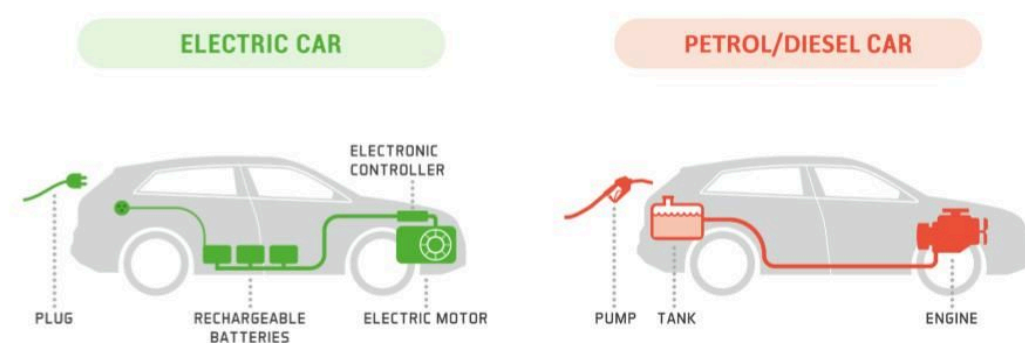 ELECTRIC CAR
ELECTRONIC
CONTROLLER
PLUG
RECHARGEABLE
BATTERIES
ELECTRIC MOTOR
PETROL/DIESEL CAR
PUMP
TANK
ENGINE